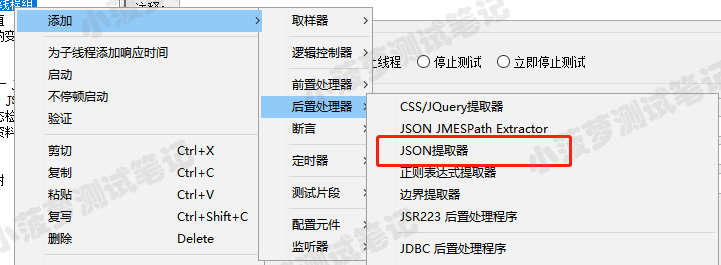 线程组
添加
为子线程添加响应时间
启动
不停顿启动
验证
剪切 Ctrl+X
复制 Ctrl+C
粘贴 Ctrl+V
复写 Ctrl+Shift+C
删除 Delete
取样器
逻辑控制器
前置处理器
后置处理器
断言
定时器
测试片段
配置元件
监听器
线程
停止测试
立即停止测试
CSS/JQuery提取器
JSON JMESPath Extractor
JSON提取器
正则表达式提取器
边界提取器
JSR223 后置处理程序
JDBC 后置处理程序
小菠萝测试笔记
小菠萝测试笔记
小菠萝测试笔记
小菠萝测试笔记